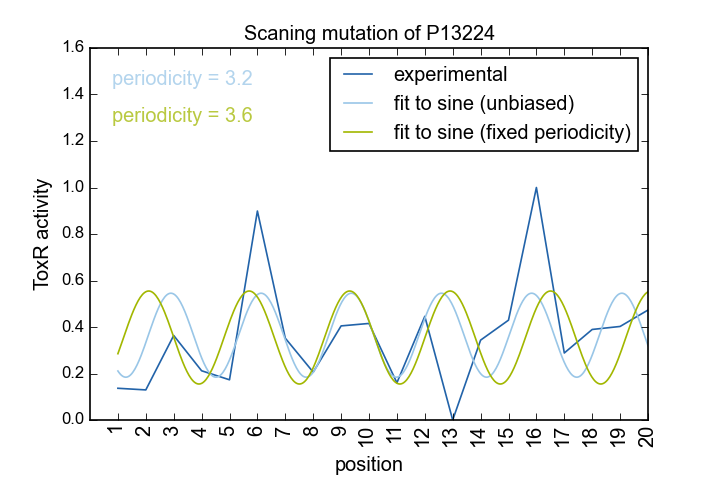 Scaning mutation of P13224
1.6
1.4
1.2
1.0
0.8
0.6
0.4
0.2
0.0
ToxR activity
periodicity = 3.2
periodicity = 3.6
experimental
fit to sine (unbiased)
fit to sine (fixed periodicity)
1 2 3 4 5 6 7 8 9 10 11 12 13 14 15 16 17 18 19 20
position